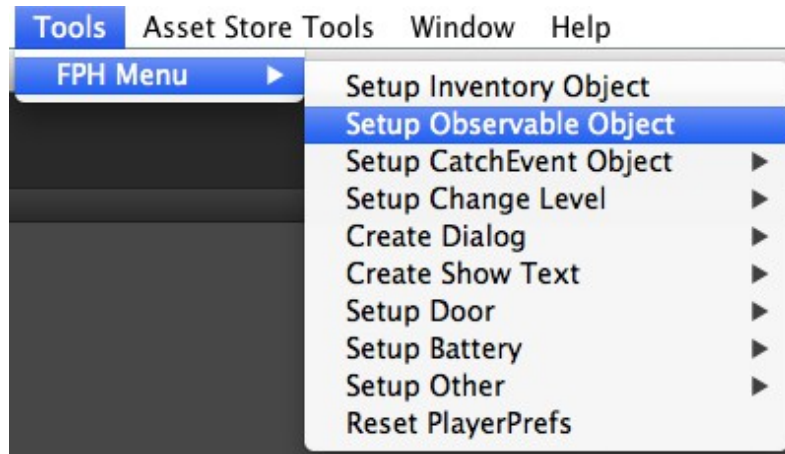 Tools Asset Store Tools Window Help
FPH Menu
Setup Inventory Object
Setup Observable Object
Setup CatchEvent Object
Setup Change Level
Create Dialog
Create Show Text
Setup Door
Setup Battery
Setup Other
Reset PlayerPrefs